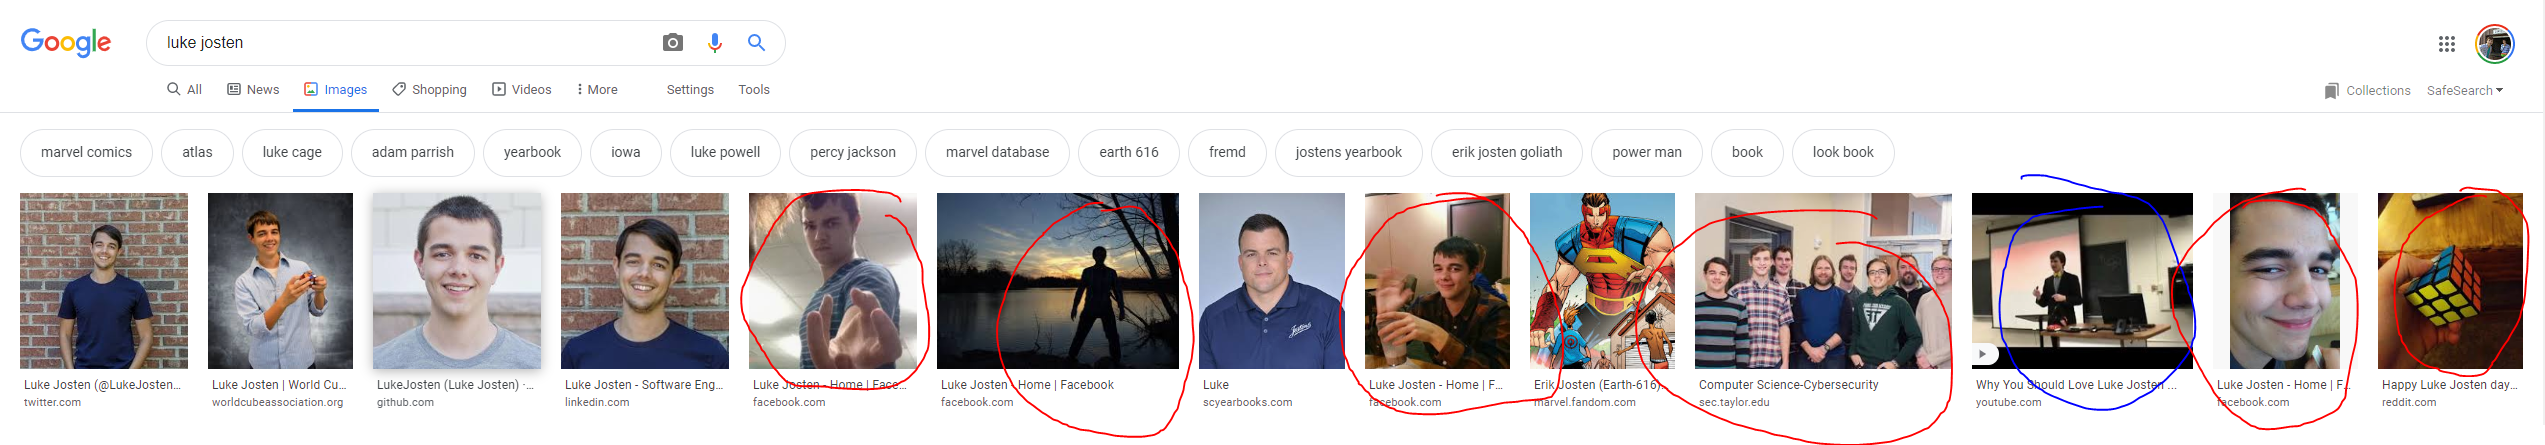 Google
luke josten
All News Images Shopping Videos More Settings Tools
Collections SafeSearch
marvel comics atlas luke cage adam parrish yearbook iowa luke powell percy jackson marvel database earth 616 fremd jostens yearbook erik josten goliath power man book look book
Luke Josten (@LukeJosten...
twitter.com
Luke Josten | World Cu...
worldcubeassociation.org
LukeJosten (Luke Josten) ·...
github.com
Luke Josten - Software Eng...
linkedin.com
Luke Josten - Home | Face...
facebook.com
Luke Josten - Home | Facebook
facebook.com
Jostens
Luke
scyearbooks.com
Luke Josten - Home | F...
facebook.com
Erik Josten (Earth-616)...
marvel.fandom.com
Computer Science-Cybersecurity
sec.taylor.edu
Why You Should Love Luke Josten ...
youtube.com
Luke Josten - Home | F...
facebook.com
Happy Luke Josten day...
reddit.com